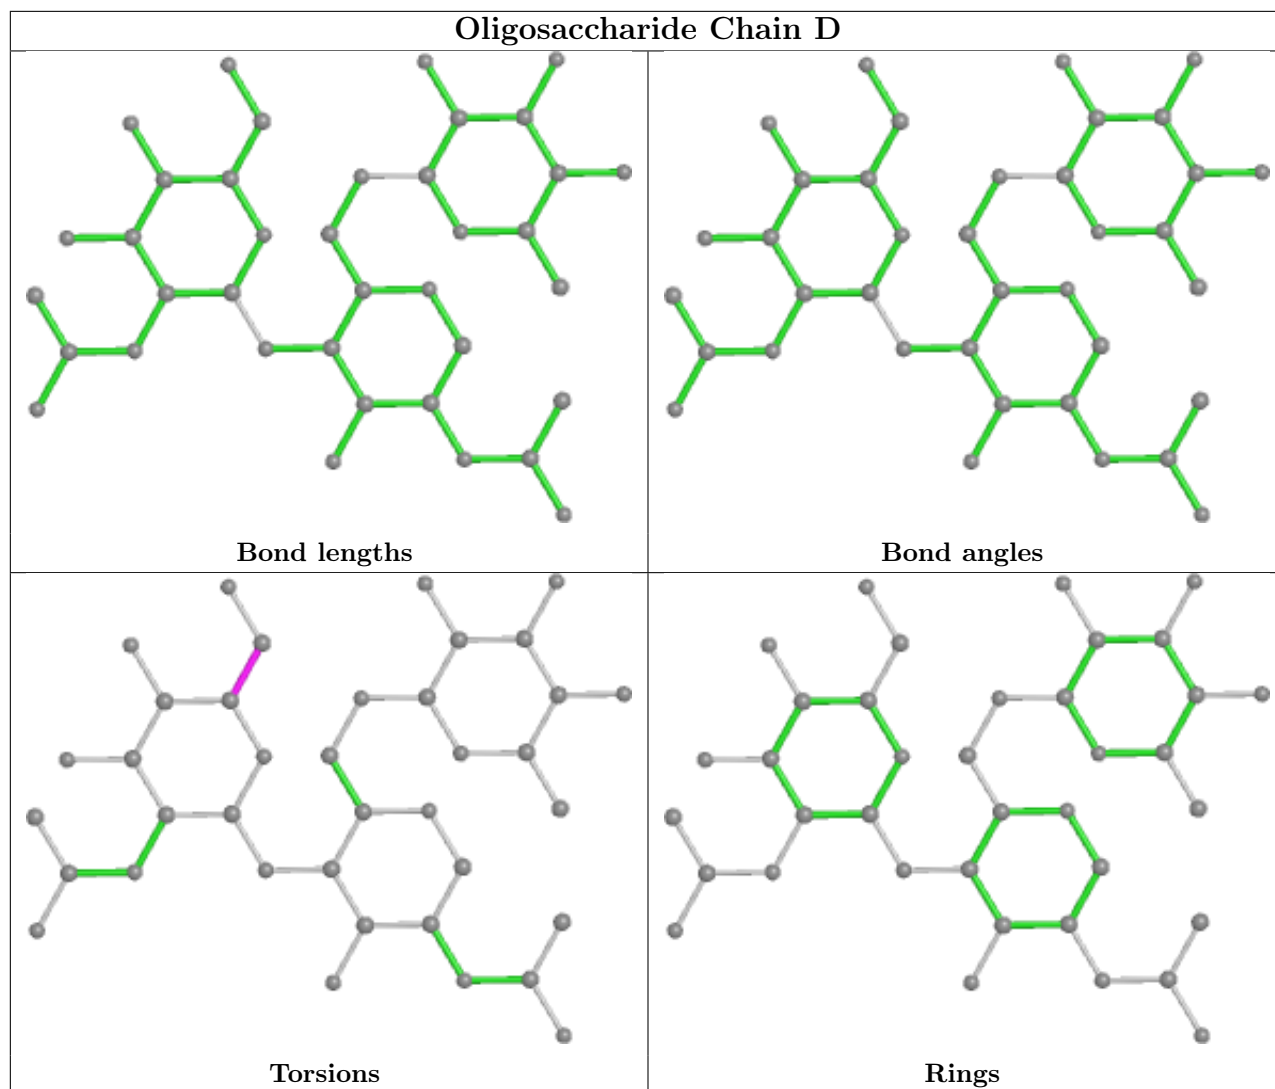 Oligosaccharide Chain D
Bond lengths
Bond angles
Torsions
Rings